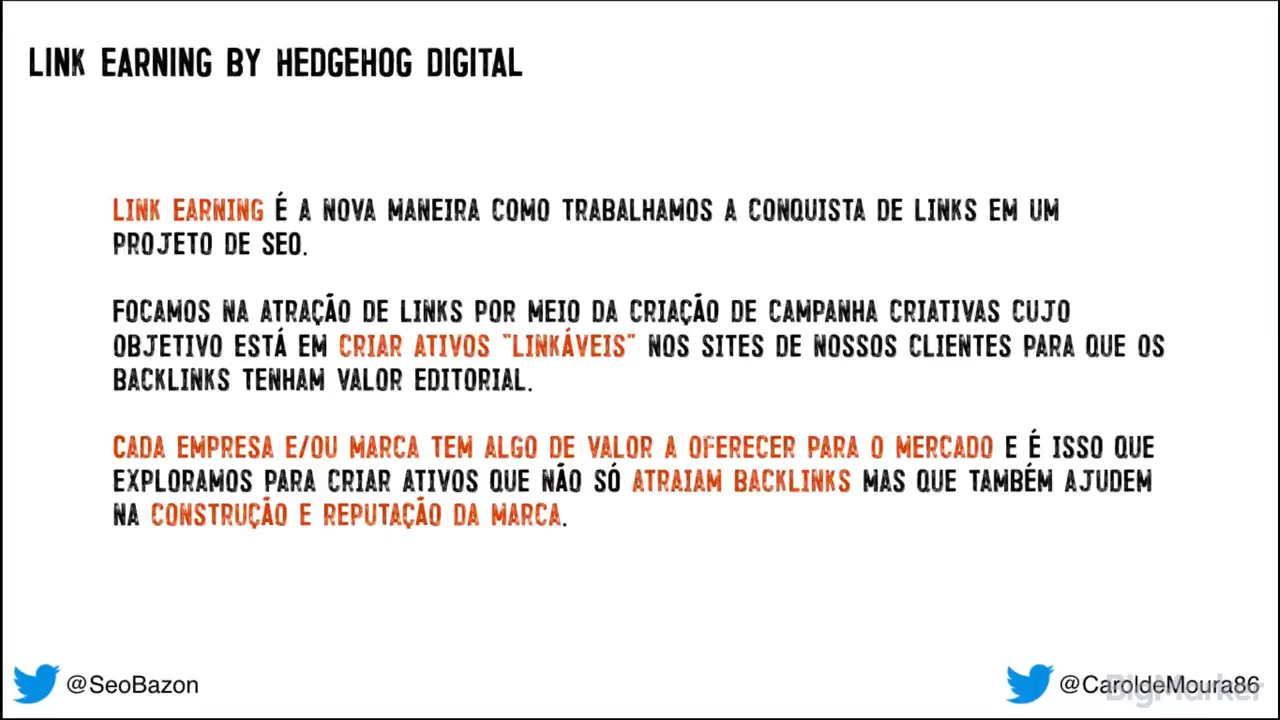 LINK EARNING BY HEDGEHOG DIGITAL
LINK EARNING É A NOVA MANEIRA COMO TRABALHAMOS A CONQUISTA DE LINKS EM UM
PROJETO DE SEO.
FOCAMOS NA ATRAÇÃO DE LINKS POR MEIO DA CRIAÇÃO DE CAMPANHA CRIATIVAS CUJO
OBJETIVO ESTÁ EM CRIAR ATIVOS "LINKÁVEIS" NOS SITES DE NOSSOS CLIENTES PARA QUE OS
BACKLINKS TENHAM VALOR EDITORIAL.
CADA EMPRESA E/OU MARCA TEM ALGO DE VALOR A OFERECER PARA O MERCADO E É ISSO QUE
EXPLORAMOS PARA CRIAR ATIVOS QUE NÃO SÓ ATRAIAM BACKLINKS MAS QUE TAMBÉM AJUDEM
NA CONSTRUÇÃO E REPUTAÇÃO DA MARCA.
@SeoBazon
@CaroldeMoura86
BigMarker